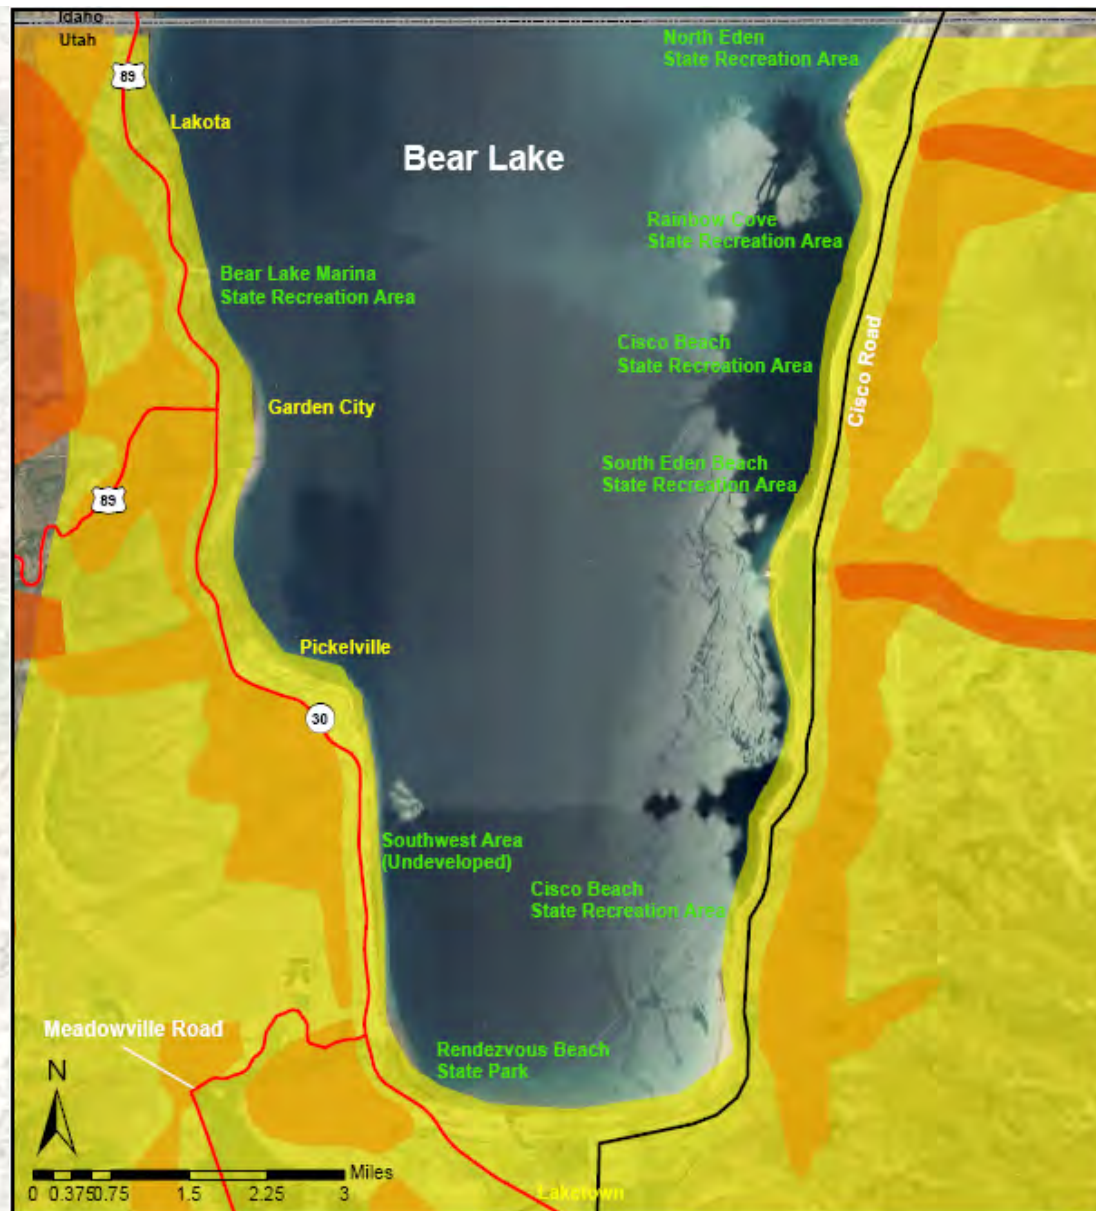 Idaho
Utah
89
North Eden
State Recreation Area
Lakota
Bear Lake
Rainbow Cove
State Recreation Area
Bear Lake Marina
State Recreation Area
Cisco Road
Cisco Beach
State Recreation Area
Garden City
South Eden Beach
State Recreation Area
89
Pickelville
30
Southwest Area
(Undeveloped)
Cisco Beach
State Recreation Area
Meadowville Road
Rendezvous Beach
State Park
N
Miles
0 0.375 0.75 1.5 2.25 3
Laketown